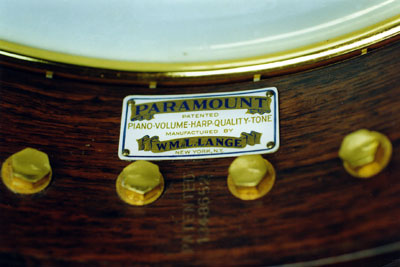 PARAMOUNT
PATENTED
PIANO-VOLUME-HARP-QUALITY-TONE
MANUFACTURED BY
WM. L. LANGE
NEW YORK, N.Y.
PATENTED